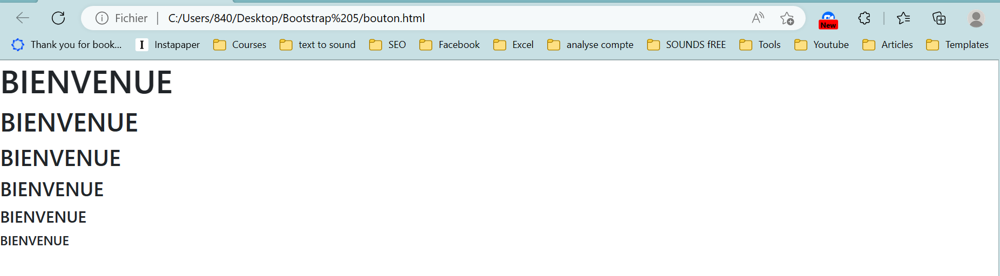 Fichier C:/Users/840/Desktop/Bootstrap%205/bouton.html A New
Thank you for book... I Instapaper Courses text to sound SEO Facebook Excel analyse compte SOUNDS fREE Tools Youtube Articles Templates
BIENVENUE
BIENVENUE
BIENVENUE
BIENVENUE
BIENVENUE
BIENVENUE